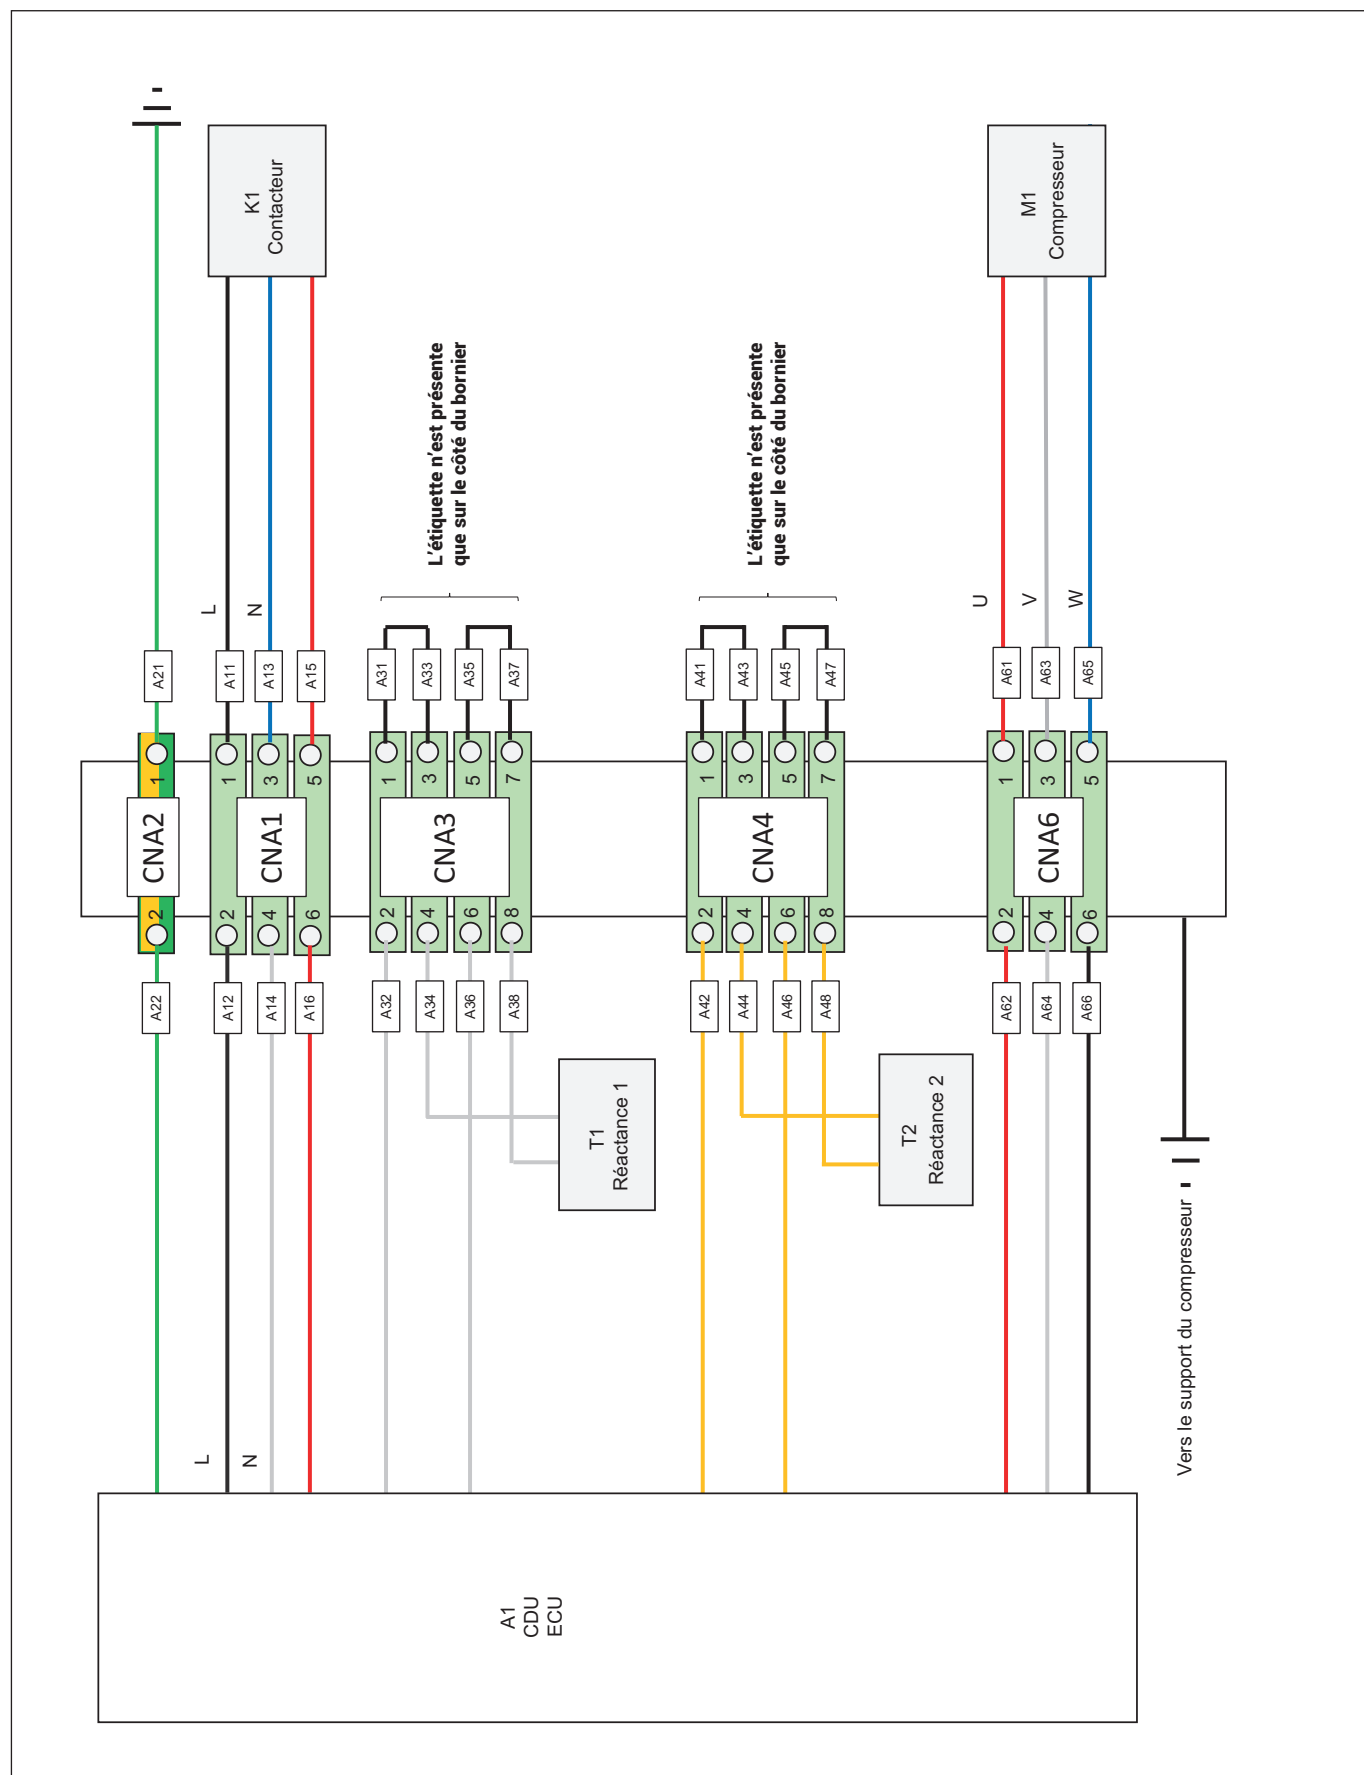 K1
Contacteur
M1
Compresseur
L'étiquette n'est présente
que sur le côté du bornier
L'étiquette n'est présente
que sur le côté du bornier
L
N
U
V
W
A21
A11
A13
A15
A31
A33
A35
A37
A41
A43
A45
A47
A61
A63
A65
1
1
3
5
1
3
5
7
1
3
5
7
1
3
5
CNA2
CNA1
CNA3
CNA4
CNA6
2
2
4
6
2
4
6
8
2
4
6
8
2
4
6
A22
A12
A14
A16
A32
A34
A36
A38
A42
A44
A46
A48
A62
A64
A66
T1
Réactance 1
T2
Réactance 2
Vers le support du compresseur
L
N
A1
CDU
ECU